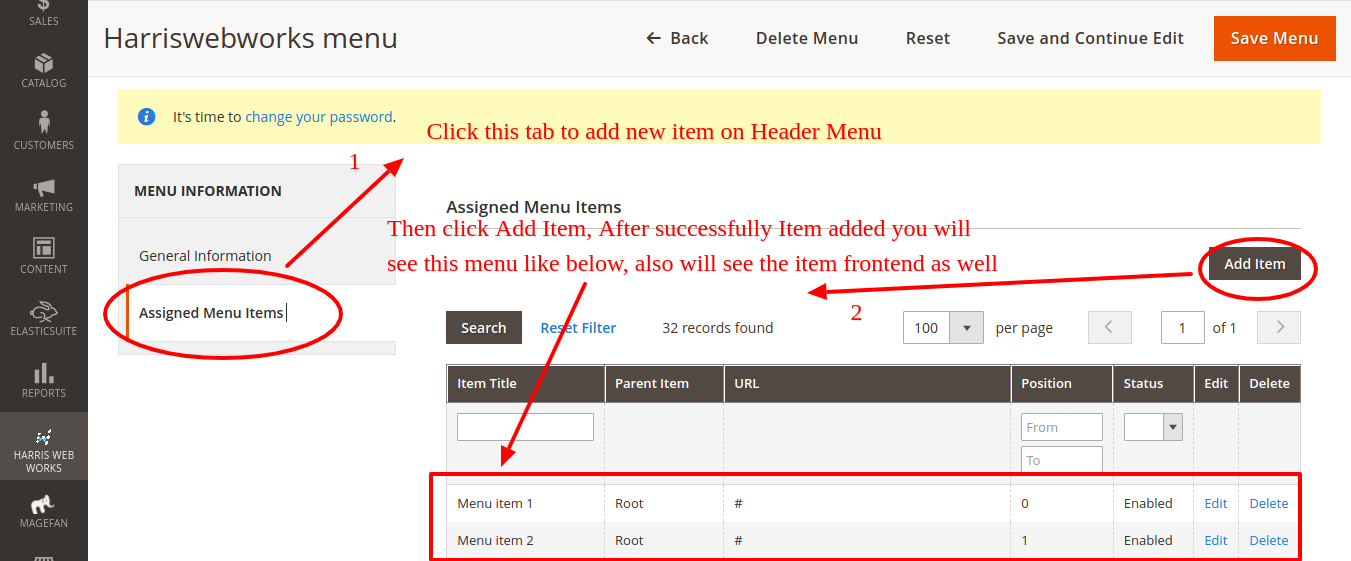 SALES
CATALOG
CUSTOMERS
MARKETING
CONTENT
ELASTICSUITE
REPORTS
HARRIS WEB
WORKS
MAGEFAN
Harriswebworks menu
Back Delete Menu Reset Save and Continue Edit Save Menu
It's time to change your password.
Click this tab to add new item on Header Menu
1
MENU INFORMATION
General Information
Assigned Menu Items
Assigned Menu Items
Then click Add Item, After successfully Item added you will
see this menu like below, also will see the item frontend as well
Add Item
2
Search Reset Filter 32 records found 100 per page 1 of 1
Item Title Parent Item URL Position Status Edit Delete
From
To
Menu item 1 Root # 0 Enabled Edit Delete
Menu item 2 Root # 1 Enabled Edit Delete